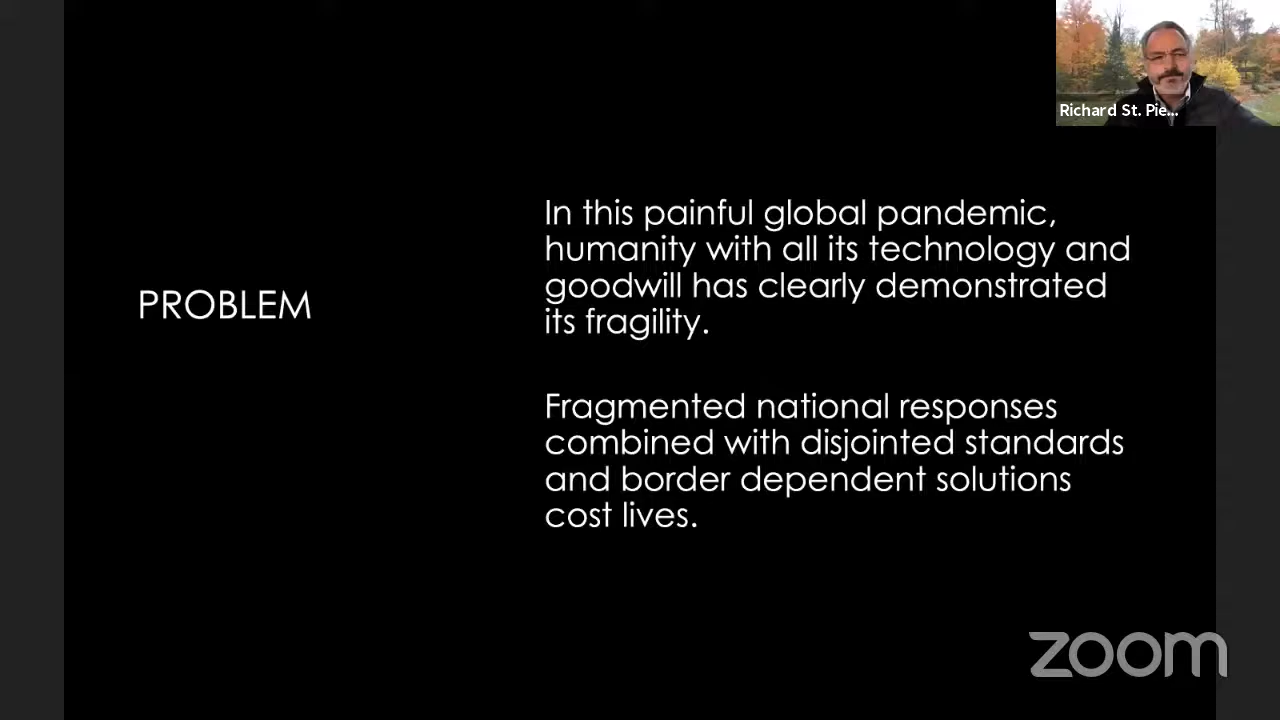 Richard St. Pie...
PROBLEM
In this painful global pandemic,
humanity with all its technology and
goodwill has clearly demonstrated
its fragility.
Fragmented national responses
combined with disjointed standards
and border dependent solutions
cost lives.
zoom